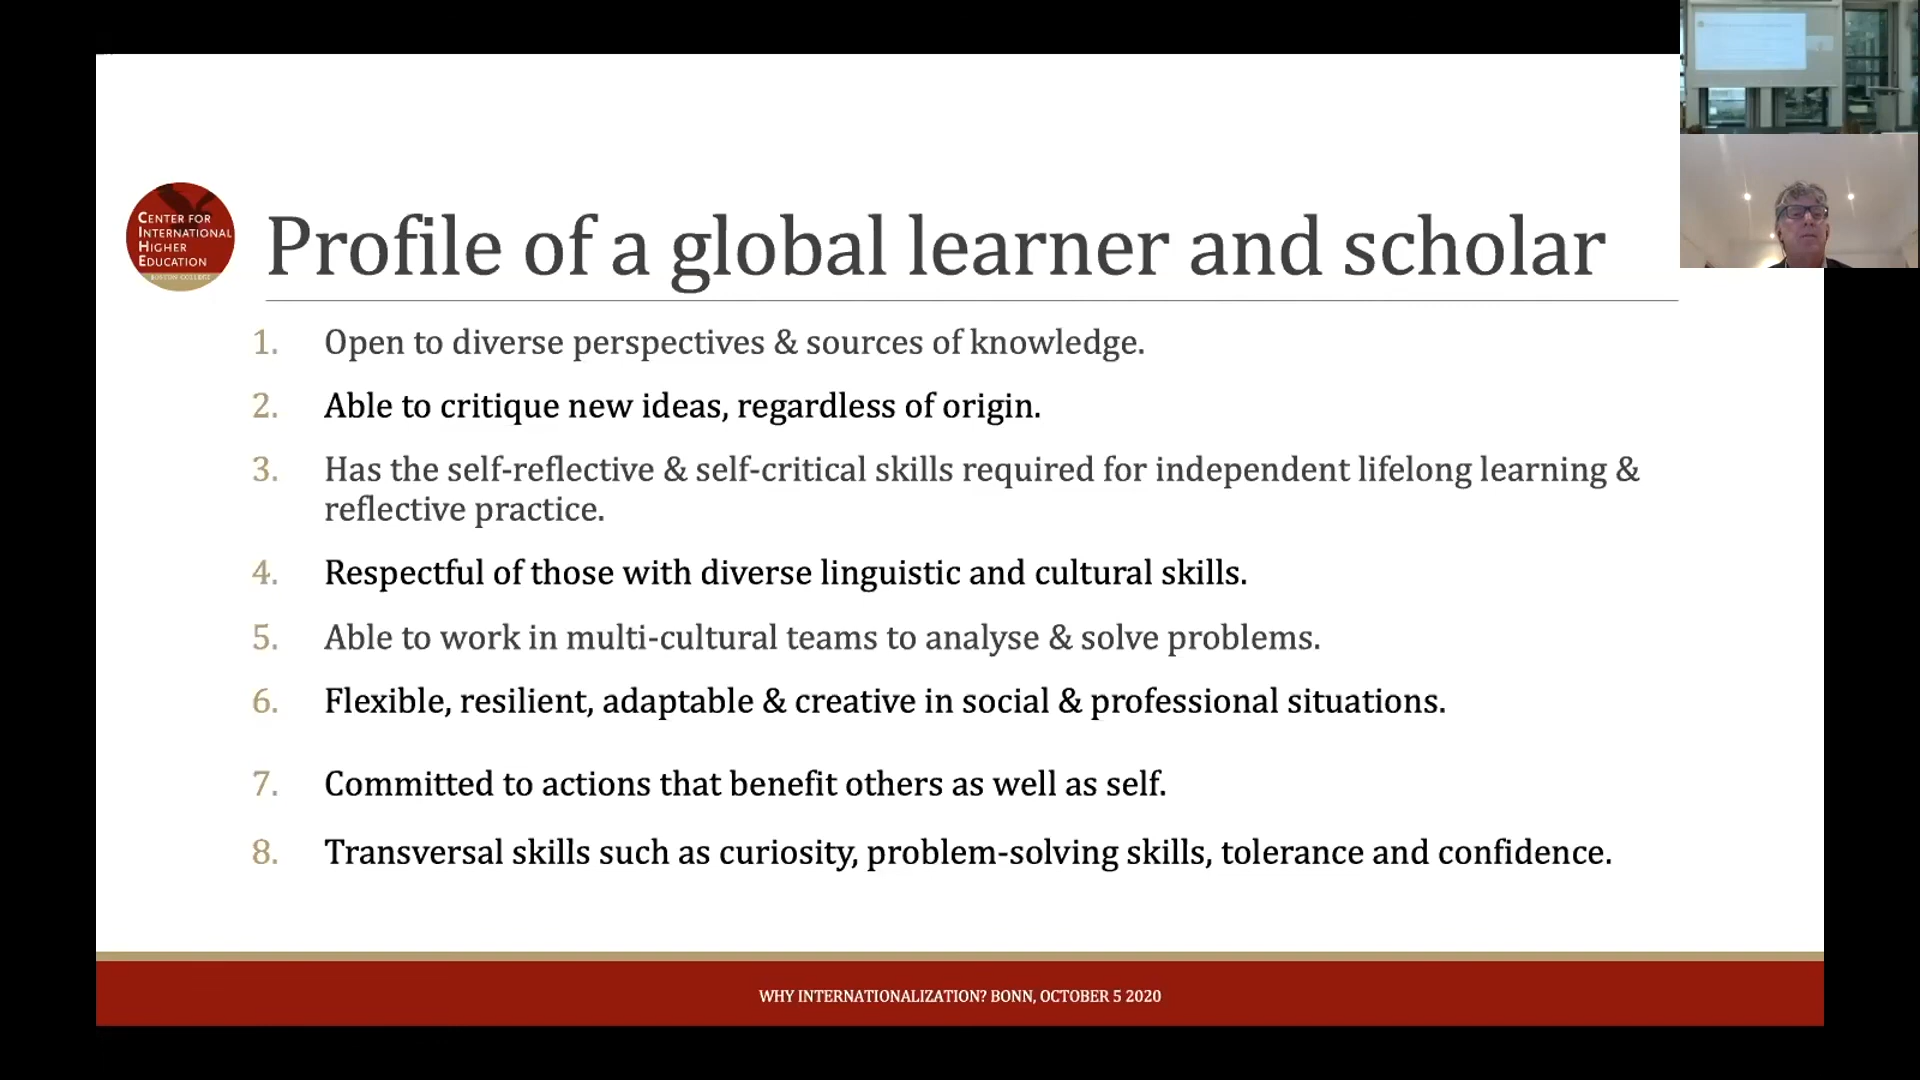 CENTER FOR
INTERNATIONAL
HIGHER
EDUCATION
BOSTON COLLEGE
Profile of a global learner and scholar
1. Open to diverse perspectives & sources of knowledge.
2. Able to critique new ideas, regardless of origin.
3. Has the self-reflective & self-critical skills required for independent lifelong learning &
reflective practice.
4. Respectful of those with diverse linguistic and cultural skills.
5. Able to work in multi-cultural teams to analyse & solve problems.
6. Flexible, resilient, adaptable & creative in social & professional situations.
7. Committed to actions that benefit others as well as self.
8. Transversal skills such as curiosity, problem-solving skills, tolerance and confidence.
WHY INTERNATIONALIZATION? BONN, OCTOBER 5 2020